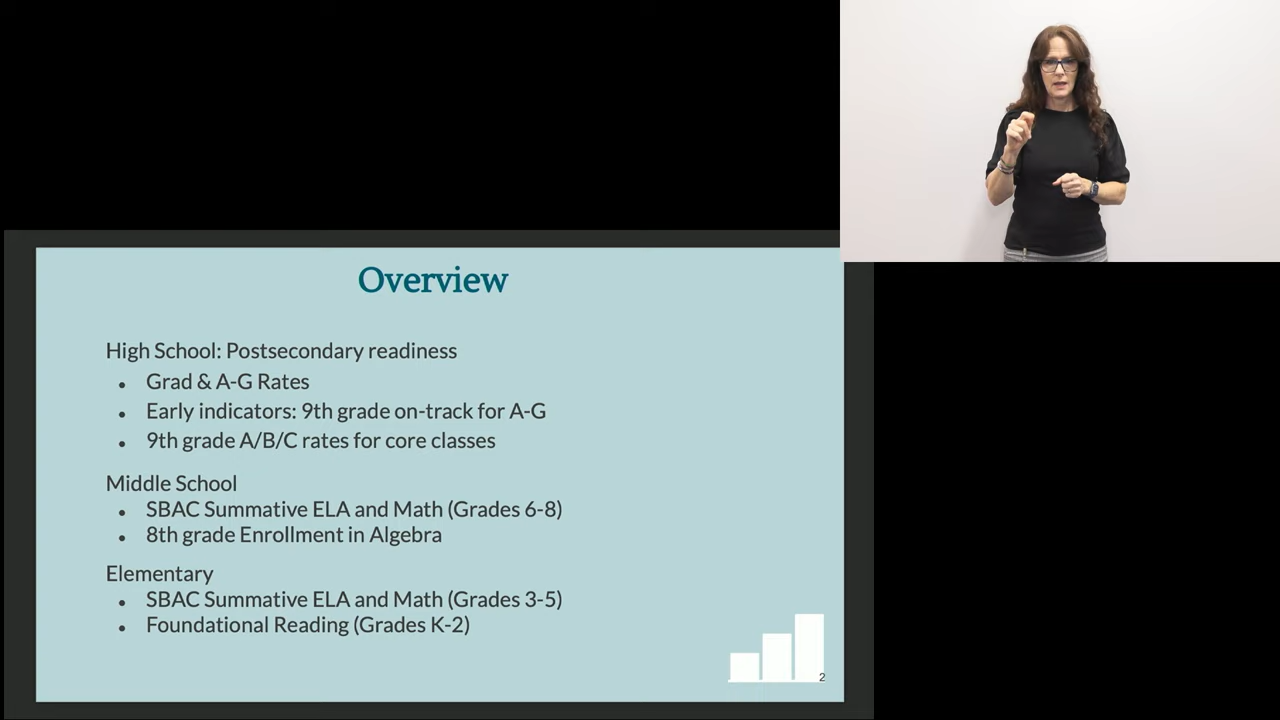 Overview
High School: Postsecondary readiness
• Grad & A-G Rates
• Early indicators: 9th grade on-track for A-G
• 9th grade A/B/C rates for core classes
Middle School
• SBAC Summative ELA and Math (Grades 6-8)
• 8th grade Enrollment in Algebra
Elementary
• SBAC Summative ELA and Math (Grades 3-5)
• Foundational Reading (Grades K-2)
2